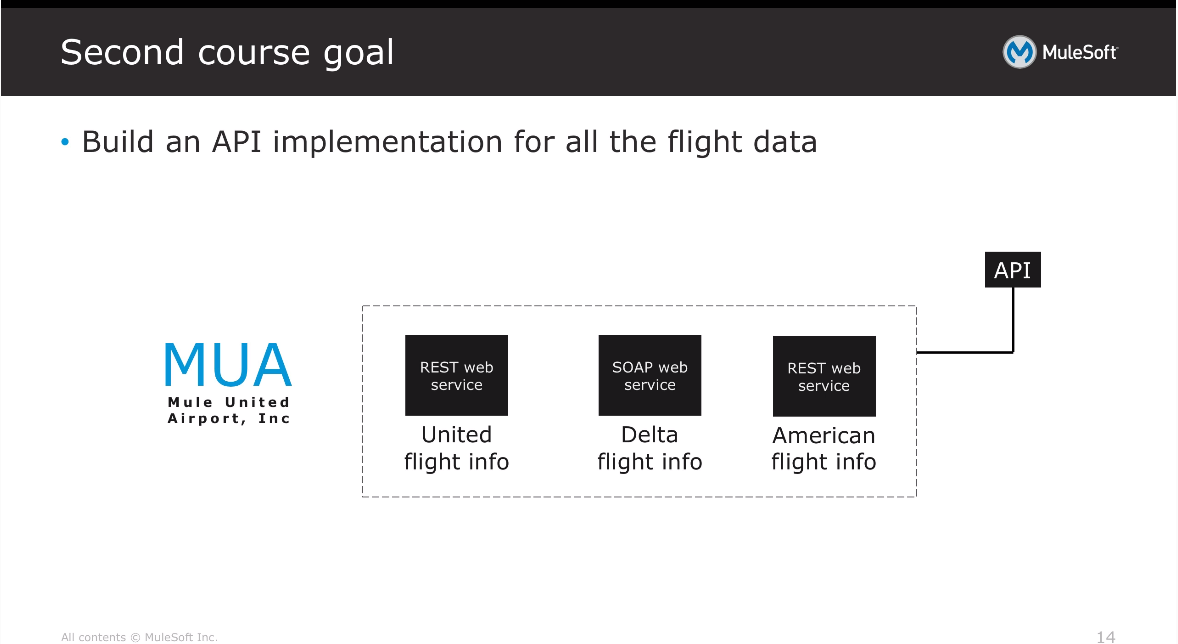 Second course goal
MuleSoft
• Build an API implementation for all the flight data
API
MUA
Mule United
Airport, Inc
REST web
service
United
flight info
SOAP web
service
Delta
flight info
REST web
service
American
flight info
All contents © MuleSoft Inc.
14